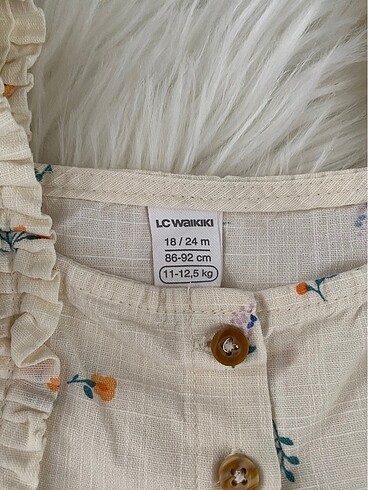 LC WAIKIKI
18 / 24 m
86-92 cm
11-12,5 kg